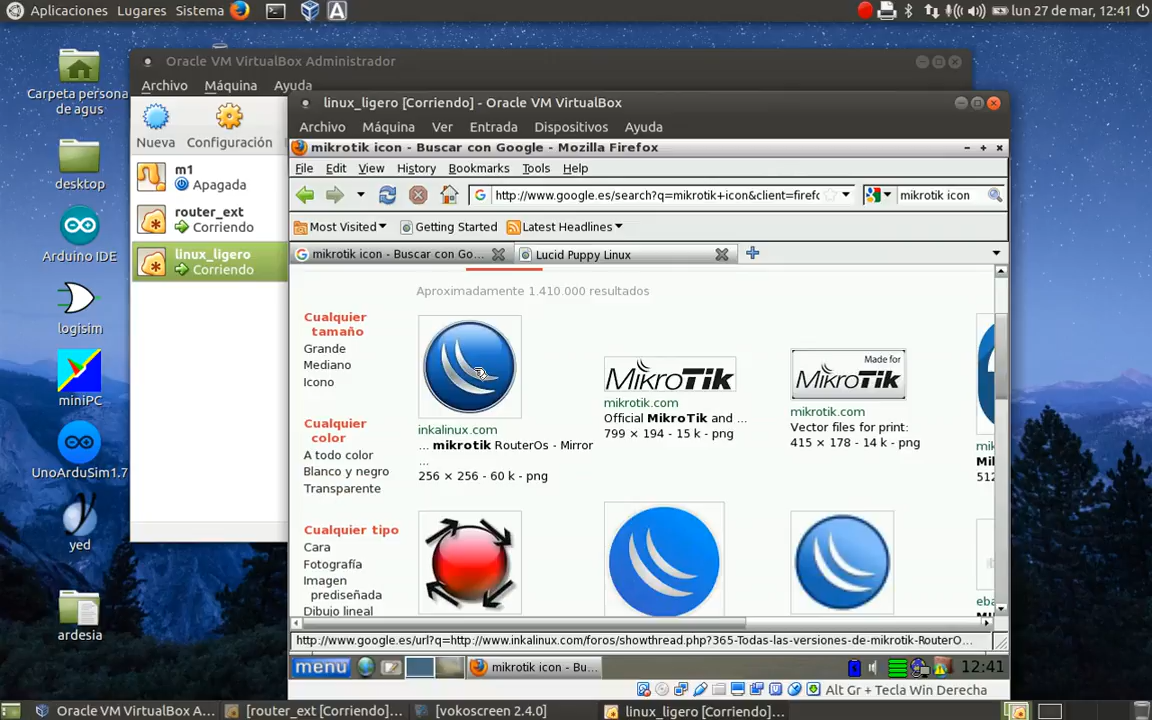 Aplicaciones Lugares Sistema
lun 27 de mar, 12:41
Carpeta persona
de agus
desktop
Arduino IDE
logisim
miniPC
UnoArduSim1.7
yed
ardesia
Oracle VM VirtualBox Administrador
Archivo Máquina Ayuda
Nueva Configuración
m1
Apagada
router_ext
Corriendo
linux_ligero
Corriendo
linux_ligero [Corriendo] - Oracle VM VirtualBox
Archivo Máquina Ver Entrada Dispositivos Ayuda
mikrotik icon - Buscar con Google - Mozilla Firefox
File Edit View History Bookmarks Tools Help
http://www.google.es/search?q=mikrotik+icon&client=firefo
mikrotik icon
Most Visited Getting Started Latest Headlines
mikrotik icon - Buscar con Go...
Lucid Puppy Linux
Aproximadamente 1.410.000 resultados
Cualquier
tamaño
Grande
Mediano
Icono
Cualquier
color
A todo color
Blanco y negro
Transparente
Cualquier tipo
Cara
Fotografía
Imagen
prediseñada
Dibujo lineal
inkalinux.com
... mikrotik RouterOs - Mirror
...
256 × 256 - 60 k - png
MikroTik
mikrotik.com
Official MikroTik and ...
799 × 194 - 15 k - png
Made for
MikroTik
mikrotik.com
Vector files for print:
415 × 178 - 14 k - png
mik
Mil
512
eba
http://www.google.es/url?q=http://www.inkalinux.com/foros/showthread.php?365-Todas-las-versiones-de-mikrotik-RouterO...
menu
mikrotik icon - Bu...
12:41
Alt Gr + Tecla Win Derecha
Oracle VM VirtualBox A...
[router_ext [Corriendo]...
[vokoscreen 2.4.0]
linux_ligero [Corriendo]...